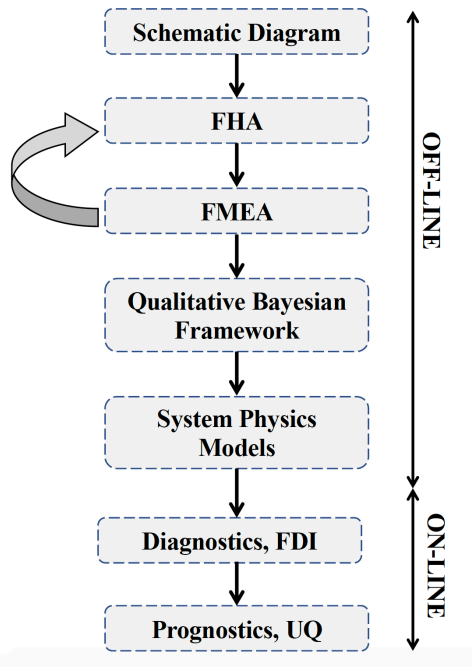 Schematic Diagram
FHA
FMEA
Qualitative Bayesian
Framework
System Physics
Models
Diagnostics, FDI
Prognostics, UQ
OFF-LINE
ON-LINE